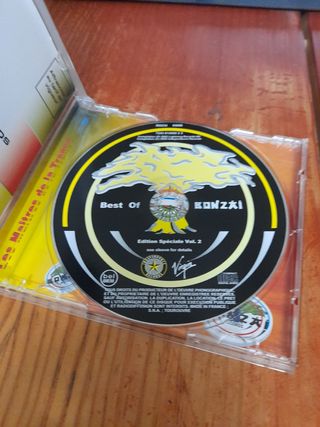 Best Of BONZAI
Edition Spéciale Vol. 2
see sleeve for details
Virgin
TOUS DROITS DU PRODUCTEUR DE L'OEUVRE PHONOGRAPHIQUE
ET DU PROPRIETAIRE DE L'OEUVRE ENREGISTREE RESERVES.
SAUF AUTORISATION, LA DUPLICATION, LA LOCATION, LE PRET
OU L'UTILISATION DE CE DISQUE POUR EXECUTION PUBLIQUE
ET RADIODIFFUSION SONT INTERDITS. MADE IN FRANCE.
S.N.A. / TOUROUVRE
Les Maîtres de la Trance